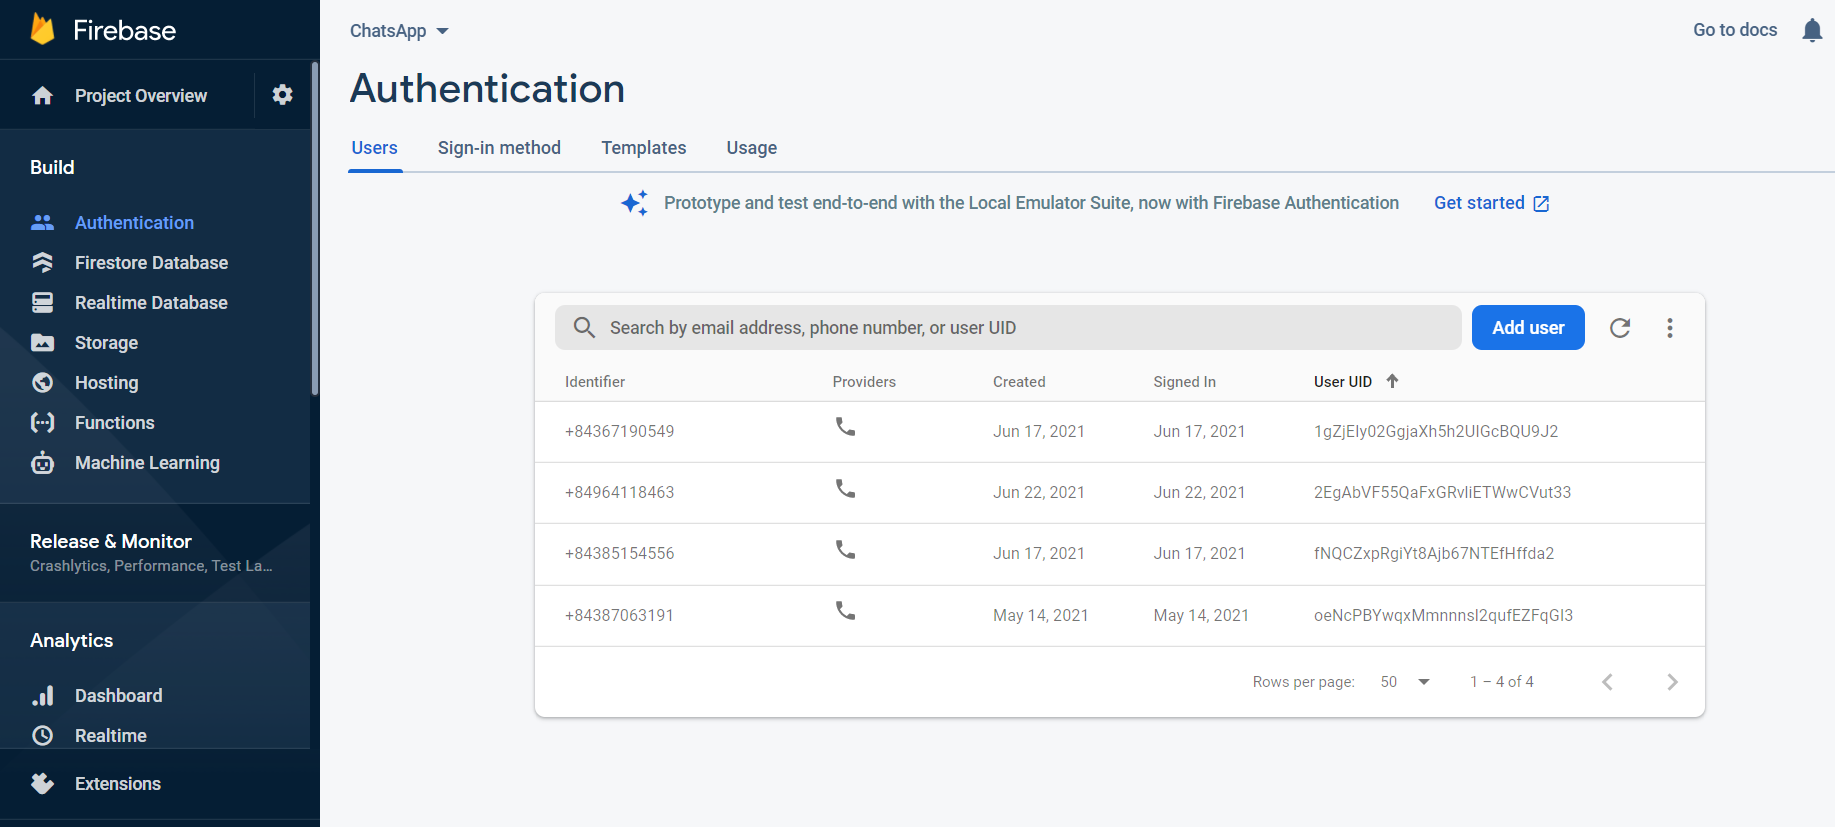 Firebase
Project Overview
Build
Authentication
Firestore Database
Realtime Database
Storage
Hosting
Functions
Machine Learning
Release & Monitor
Crashlytics, Performance, Test La...
Analytics
Dashboard
Realtime
Extensions
ChatsApp
Go to docs
Authentication
Users Sign-in method Templates Usage
Prototype and test end-to-end with the Local Emulator Suite, now with Firebase Authentication Get started
Search by email address, phone number, or user UID Add user
Identifier Providers Created Signed In User UID
+84367190549 Jun 17, 2021 Jun 17, 2021 1gZjEIy02GgjaXh5h2UIGcBQU9J2
+84964118463 Jun 22, 2021 Jun 22, 2021 2EgAbVF55QaFxGRvIiETWwCVut33
+84385154556 Jun 17, 2021 Jun 17, 2021 fNQCZxpRgiYt8Ajb67NTEfHffda2
+84387063191 May 14, 2021 May 14, 2021 oeNcPBYwqxMmnnnsI2qufEZFqGI3
Rows per page: 50 1 – 4 of 4